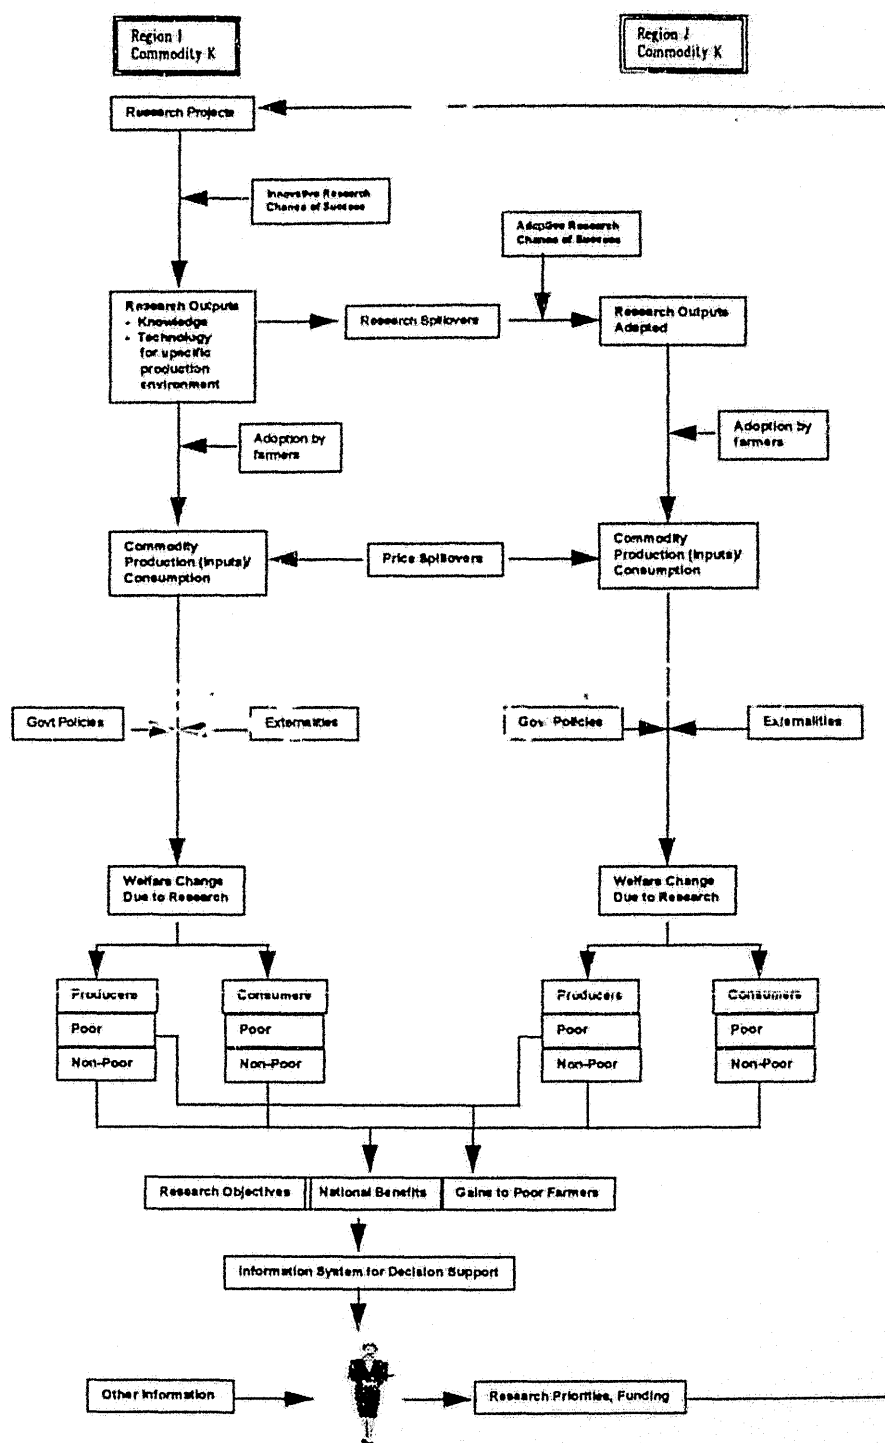 Region I
Commodity K
Region J
Commodity K
Research Projects
Innovative Research
Chance of Success
Adaptive Research
Chance of Success
Research Outputs
• Knowledge
• Technology
for specific
production
environment
Research Spillovers
Research Outputs
Adapted
Adoption by
farmers
Adoption by
farmers
Commodity
Production (Inputs)/
Consumption
Price Spillovers
Commodity
Production (Inputs)/
Consumption
Govt Policies
Externalities
Govt Policies
Externalities
Welfare Change
Due to Research
Welfare Change
Due to Research
Producers
Consumers
Producers
Consumers
Poor
Poor
Poor
Poor
Non-Poor
Non-Poor
Non-Poor
Non-Poor
Research Objectives
National Benefits
Gains to Poor Farmers
Information System for Decision Support
Other Information
Research Priorities, Funding